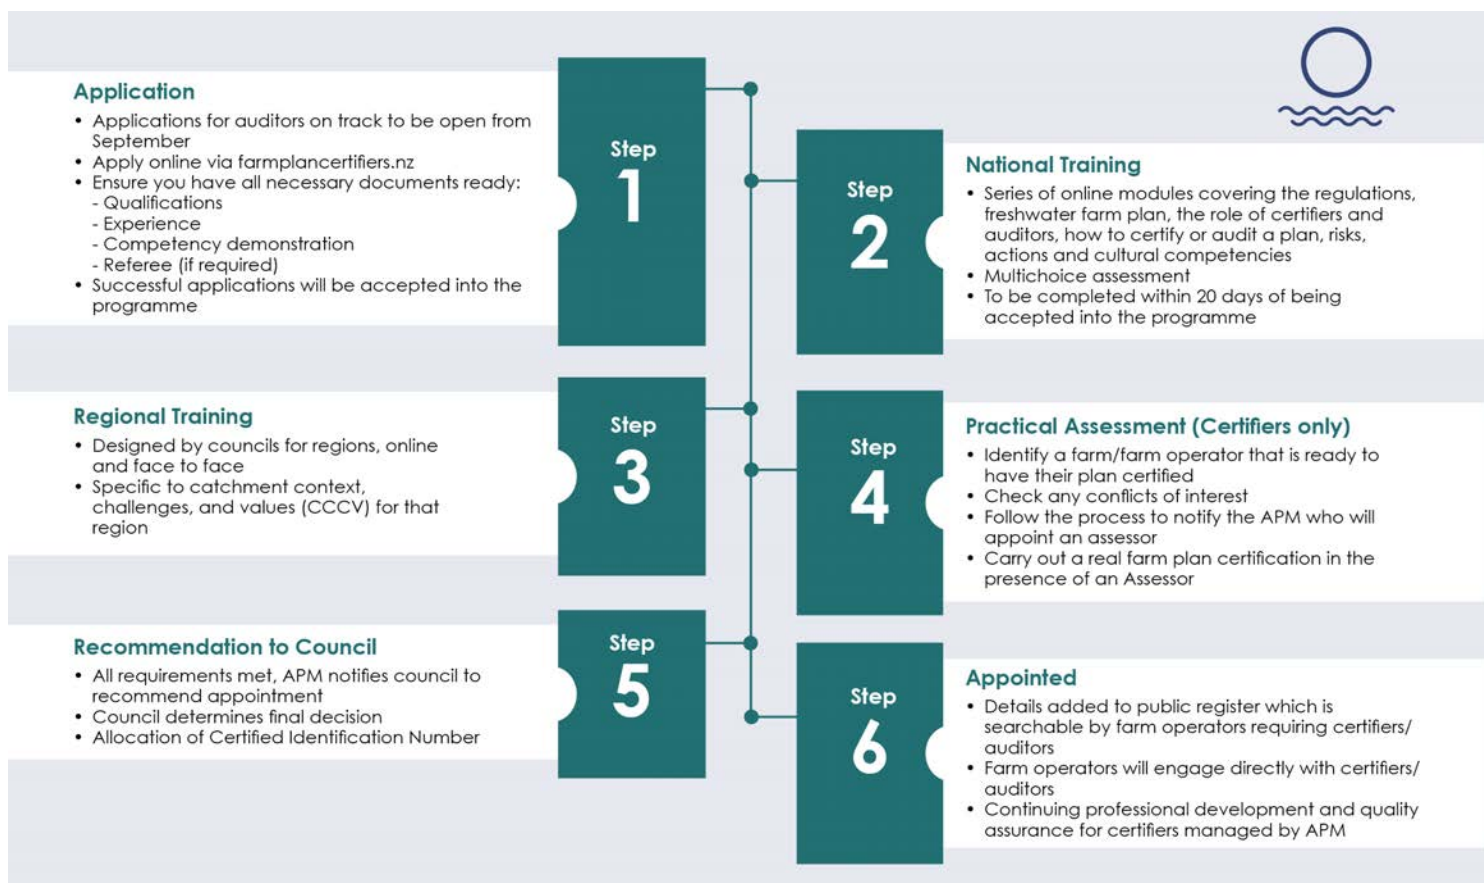 Application
• Applications for auditors on track to be open from
September
• Apply online via farmplancertifiers.nz
• Ensure you have all necessary documents ready:
- Qualifications
- Experience
- Competency demonstration
- Referee (if required)
• Successful applications will be accepted into the
programme
Step
1
Step
2
National Training
• Series of online modules covering the regulations,
freshwater farm plan, the role of certifiers and
auditors, how to certify or audit a plan, risks,
actions and cultural competencies
• Multichoice assessment
• To be completed within 20 days of being
accepted into the programme
Regional Training
• Designed by councils for regions, online
and face to face
• Specific to catchment context,
challenges, and values (CCCV) for that
region
Step
3
Step
4
Practical Assessment (Certifiers only)
• Identify a farm/farm operator that is ready to
have their plan certified
• Check any conflicts of interest
• Follow the process to notify the APM who will
appoint an assessor
• Carry out a real farm plan certification in the
presence of an Assessor
Recommendation to Council
• All requirements met, APM notifies council to
recommend appointment
• Council determines final decision
• Allocation of Certified Identification Number
Step
5
Step
6
Appointed
• Details added to public register which is
searchable by farm operators requiring certifiers/
auditors
• Farm operators will engage directly with certifiers/
auditors
• Continuing professional development and quality
assurance for certifiers managed by APM